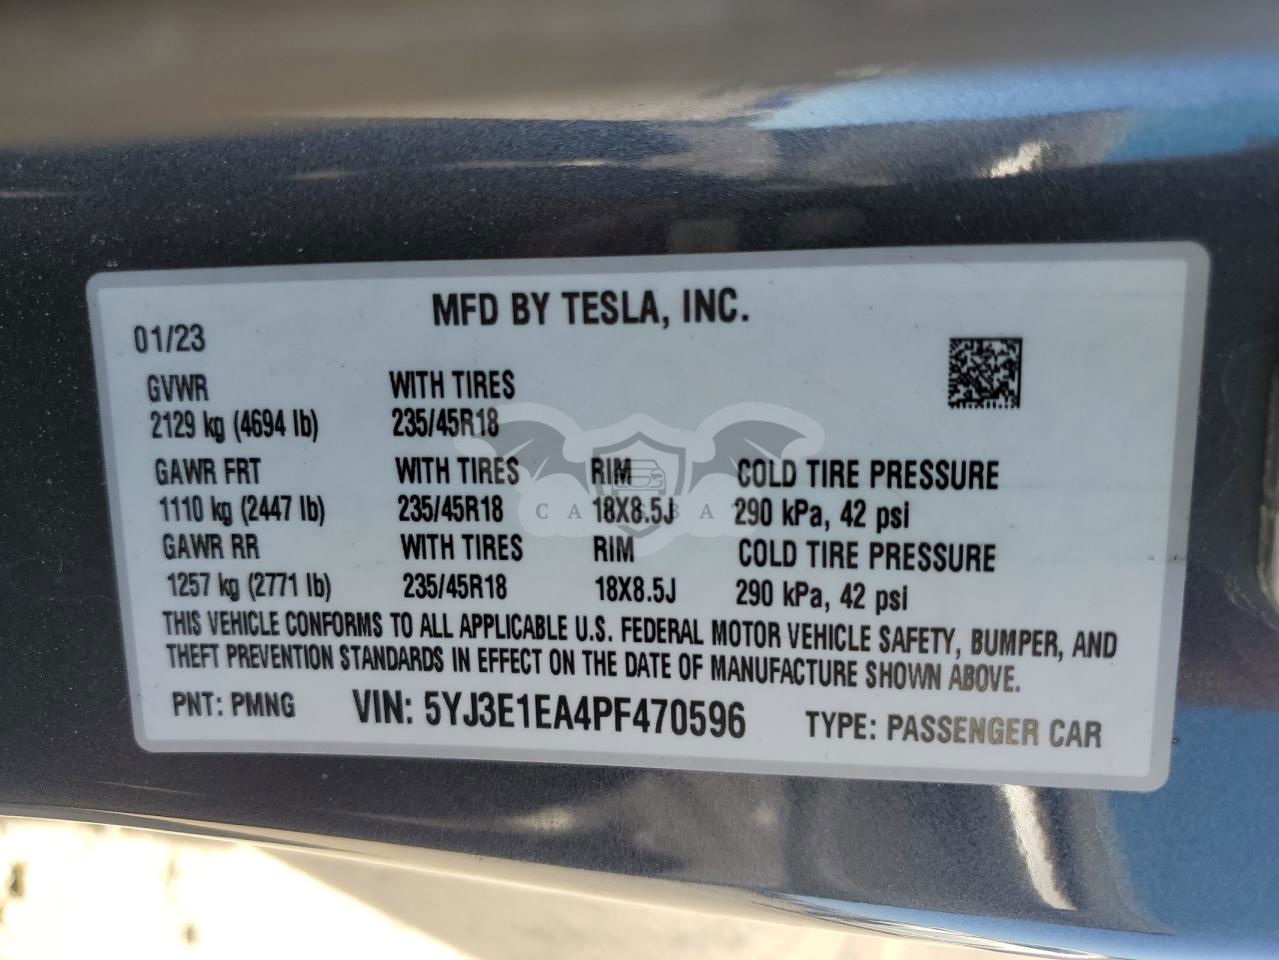 MFD BY TESLA, INC.
01/23
GVWR WITH TIRES
2129 kg (4694 lb) 235/45R18
GAWR FRT WITH TIRES RIM COLD TIRE PRESSURE
1110 kg (2447 lb) 235/45R18 18X8.5J 290 kPa, 42 psi
GAWR RR WITH TIRES RIM COLD TIRE PRESSURE
1257 kg (2771 lb) 235/45R18 18X8.5J 290 kPa, 42 psi
THIS VEHICLE CONFORMS TO ALL APPLICABLE U.S. FEDERAL MOTOR VEHICLE SAFETY, BUMPER, AND
THEFT PREVENTION STANDARDS IN EFFECT ON THE DATE OF MANUFACTURE SHOWN ABOVE.
PNT: PMNG VIN: 5YJ3E1EA4PF470596 TYPE: PASSENGER CAR